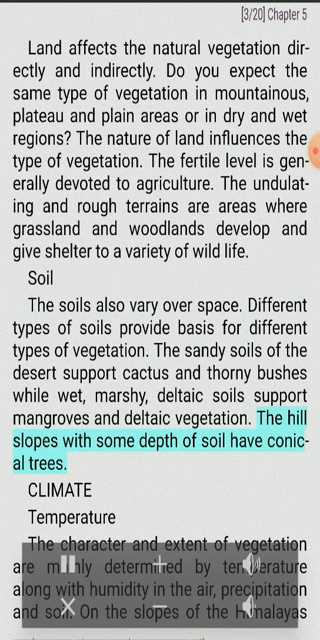 [3/20] Chapter 5
Land affects the natural vegetation dir-
ectly and indirectly. Do you expect the
same type of vegetation in mountainous,
plateau and plain areas or in dry and wet
regions? The nature of land influences the
type of vegetation. The fertile level is gen-
erally devoted to agriculture. The undulat-
ing and rough terrains are areas where
grassland and woodlands develop and
give shelter to a variety of wild life.
Soil
The soils also vary over space. Different
types of soils provide basis for different
types of vegetation. The sandy soils of the
desert support cactus and thorny bushes
while wet, marshy, deltaic soils support
mangroves and deltaic vegetation. The hill
slopes with some depth of soil have conic-
al trees.
CLIMATE
Temperature
The character and extent of vegetation
are mainly determined by temperature
along with humidity in the air, precipitation
and soil. On the slopes of the Himalayas